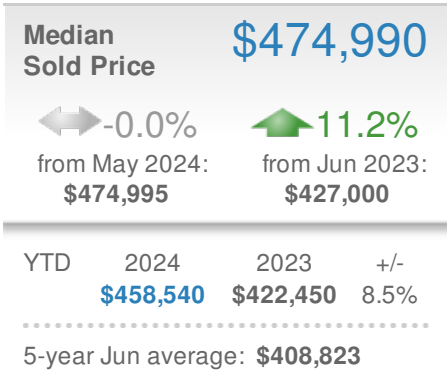 Median
Sold Price
$474,990
-0.0%
from May 2024:
$474,995
11.2%
from Jun 2023:
$427,000
YTD 2024 2023 +/-
$458,540 $422,450 8.5%
5-year Jun average: $408,823